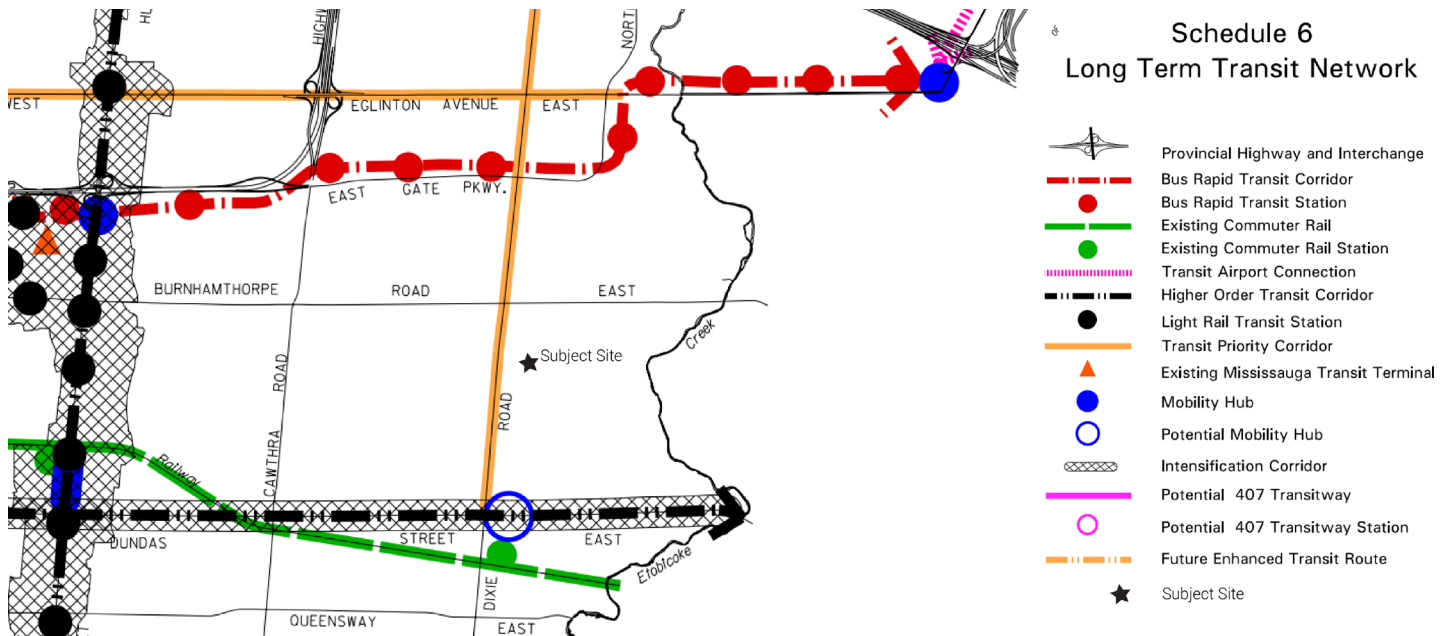 HU
HIGH
NORT
Schedule 6
Long Term Transit Network
WEST
EGLINTON AVENUE EAST
EAST GATE PKWY.
BURNHAMTHORPE ROAD EAST
Creek
Subject Site
ROAD
ROAD
CAWTHRA
Railway
DUNDAS STREET EAST
Etobicoke
DIXIE
QUEENSWAY EAST
Provincial Highway and Interchange
Bus Rapid Transit Corridor
Bus Rapid Transit Station
Existing Commuter Rail
Existing Commuter Rail Station
Transit Airport Connection
Higher Order Transit Corridor
Light Rail Transit Station
Transit Priority Corridor
Existing Mississauga Transit Terminal
Mobility Hub
Potential Mobility Hub
Intensification Corridor
Potential 407 Transitway
Potential 407 Transitway Station
Future Enhanced Transit Route
Subject Site